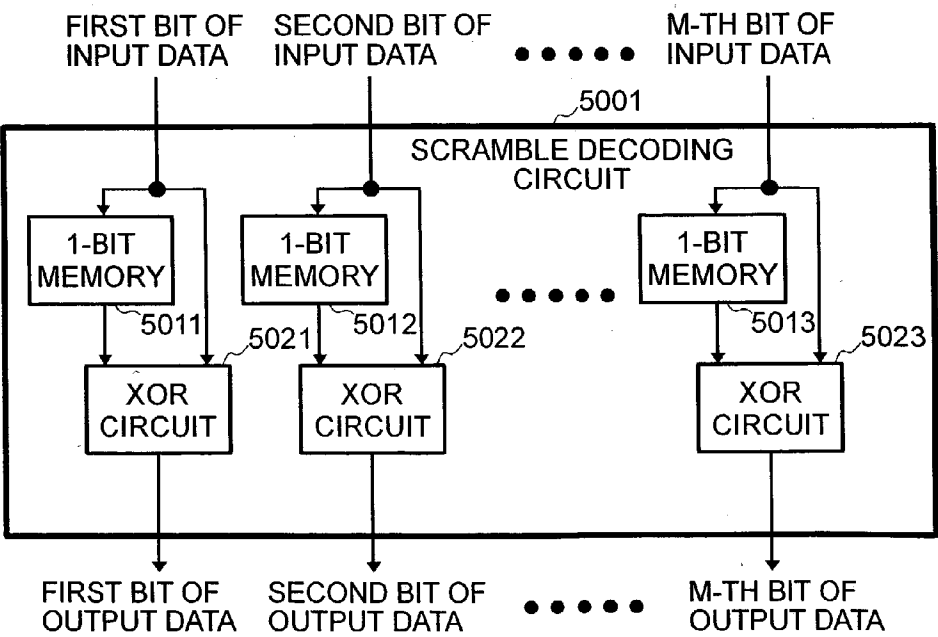 FIRST BIT OF
INPUT DATA
SECOND BIT OF
INPUT DATA
M-TH BIT OF
INPUT DATA
5001
SCRAMBLE DECODING
CIRCUIT
1-BIT
MEMORY
1-BIT
MEMORY
1-BIT
MEMORY
5011
5012
5013
5021
5022
5023
XOR
CIRCUIT
XOR
CIRCUIT
XOR
CIRCUIT
FIRST BIT OF
OUTPUT DATA
SECOND BIT OF
OUTPUT DATA
M-TH BIT OF
OUTPUT DATA